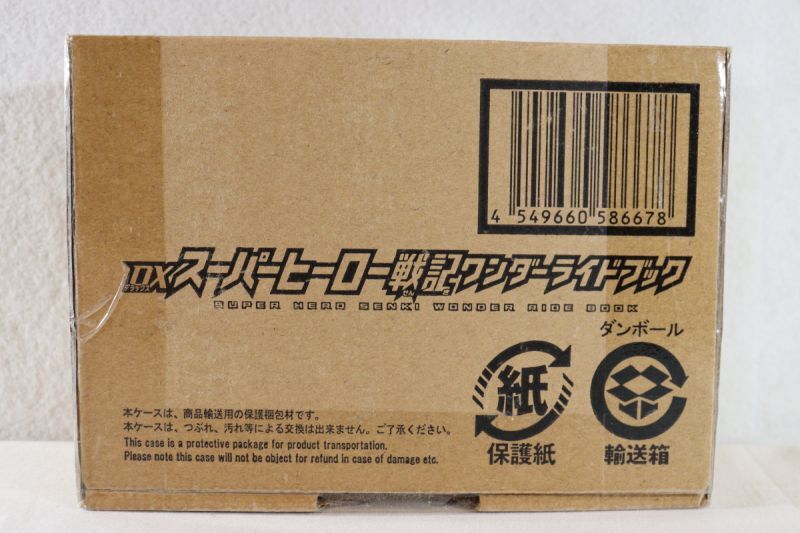 4 549660 586678
DXスーパーヒーロー戦記ワンダーライドブック
デラックス せん き
SUPER HERO SENKI WONDER RIDE BOOK
ダンボール
紙
保護紙
輸送箱
本ケースは、商品輸送用の保護梱包材です。
本ケースは、つぶれ、汚れ等による交換は出来ません。ご了承ください。
This case is a protective package for product transportation.
Please note this case will not be object for refund in case of damage etc.